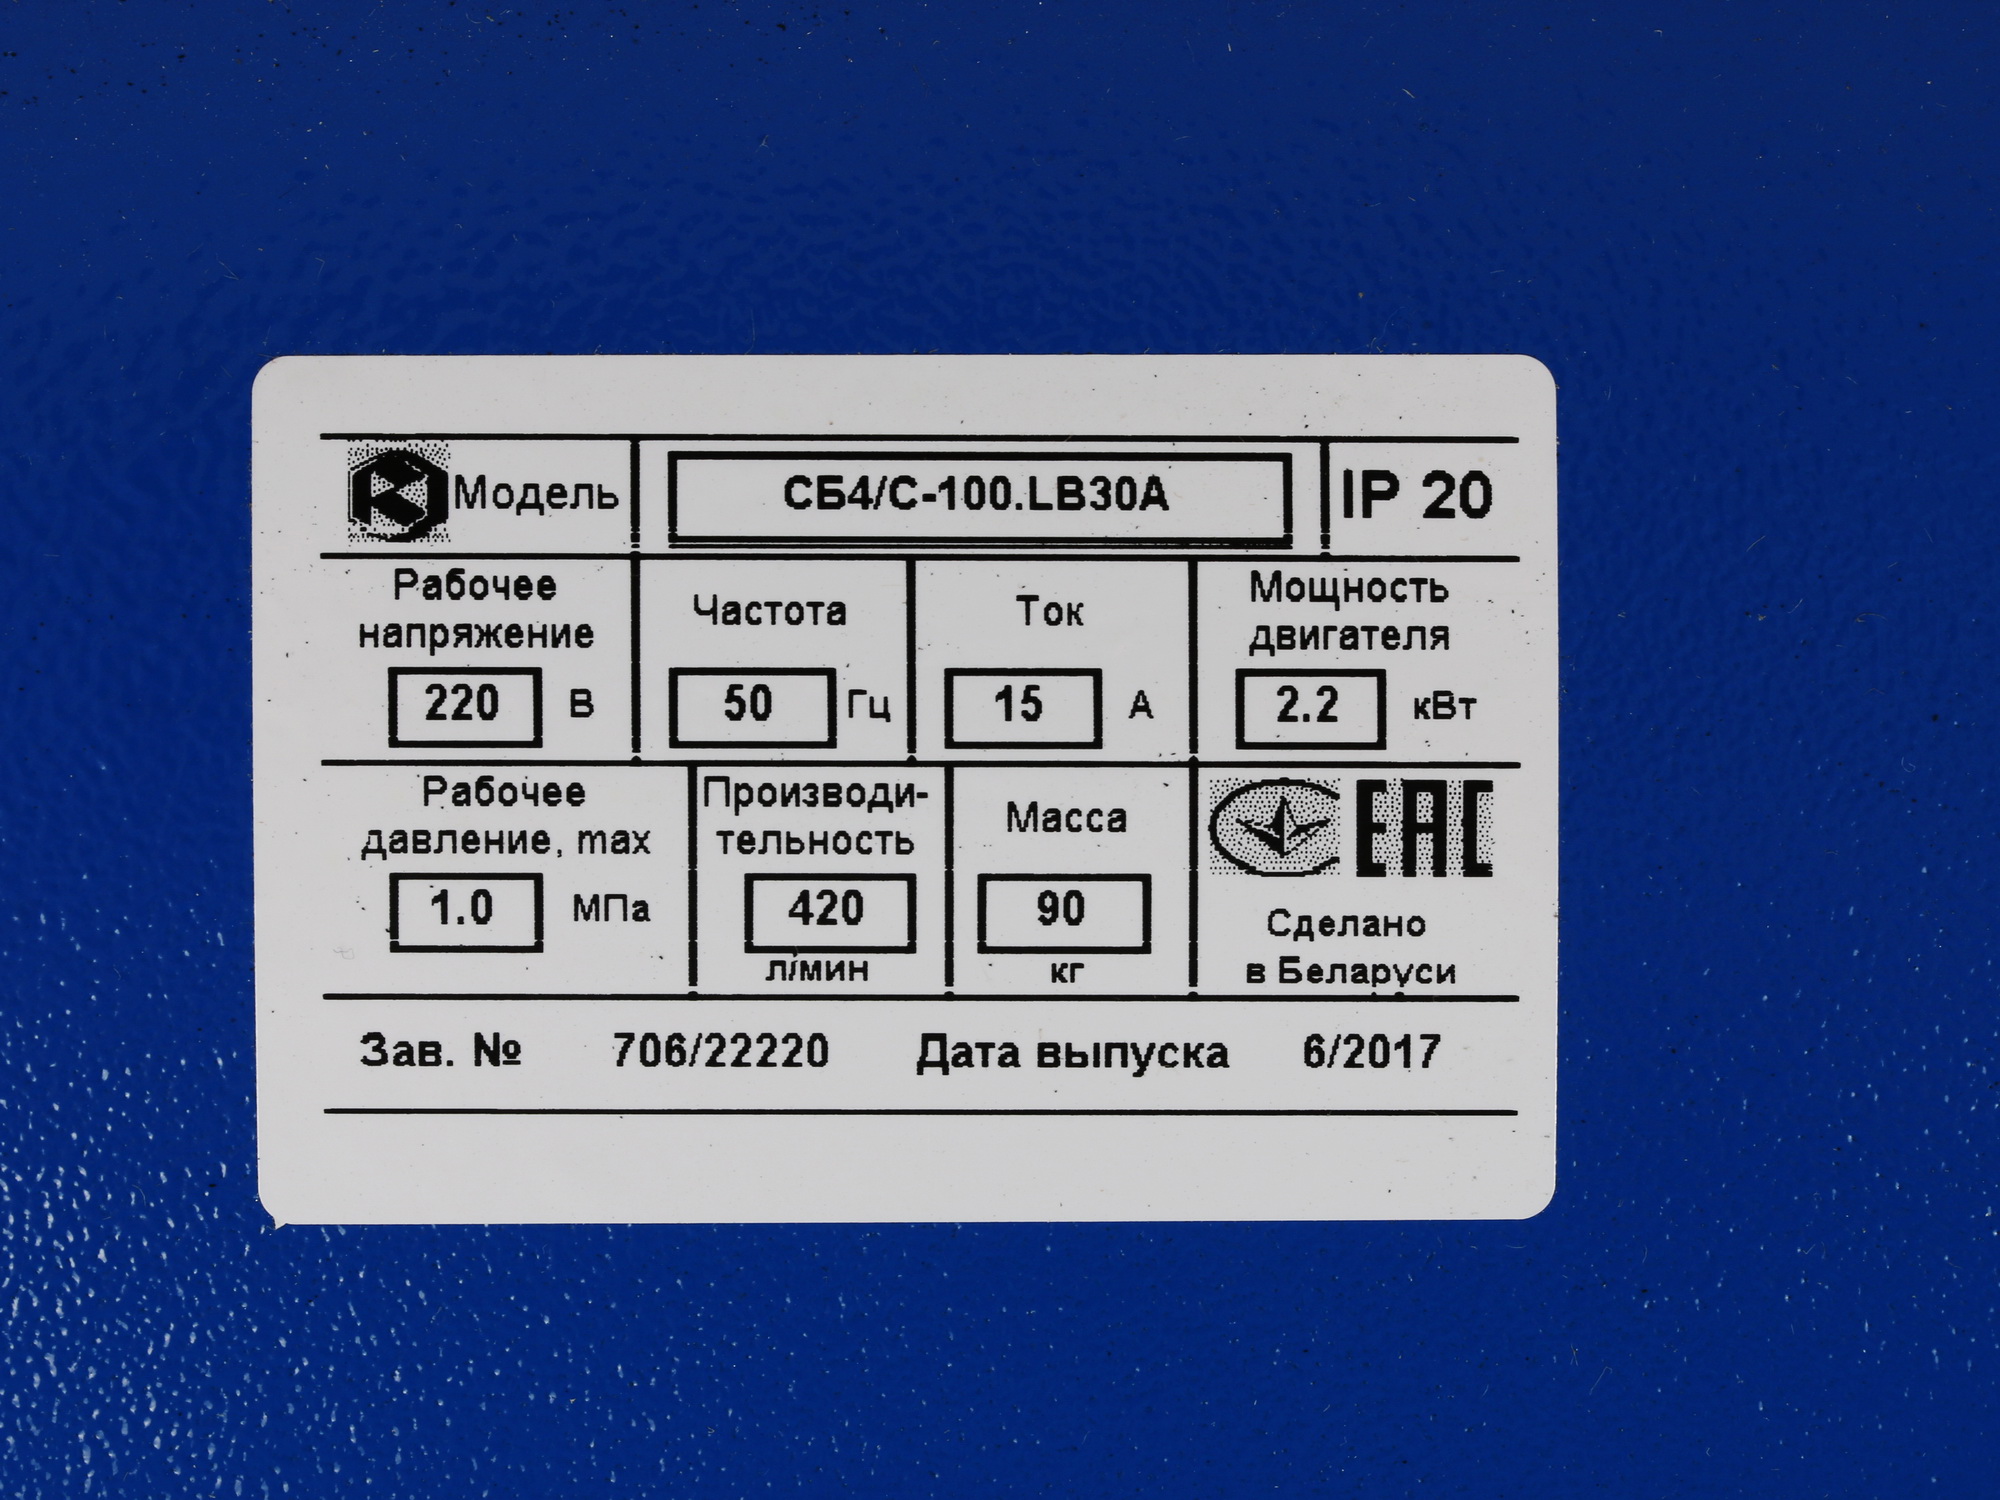 Модель СБ4/С-100.LB30A IP 20
Рабочее
напряжение
220 В
Частота
50 Гц
Ток
15 А
Мощность
двигателя
2.2 кВт
Рабочее
давление, max
1.0 МПа
Производи-
тельность
420
л/мин
Масса
90
кг
ЕАС
Сделано
в Беларуси
Зав. № 706/22220 Дата выпуска 6/2017